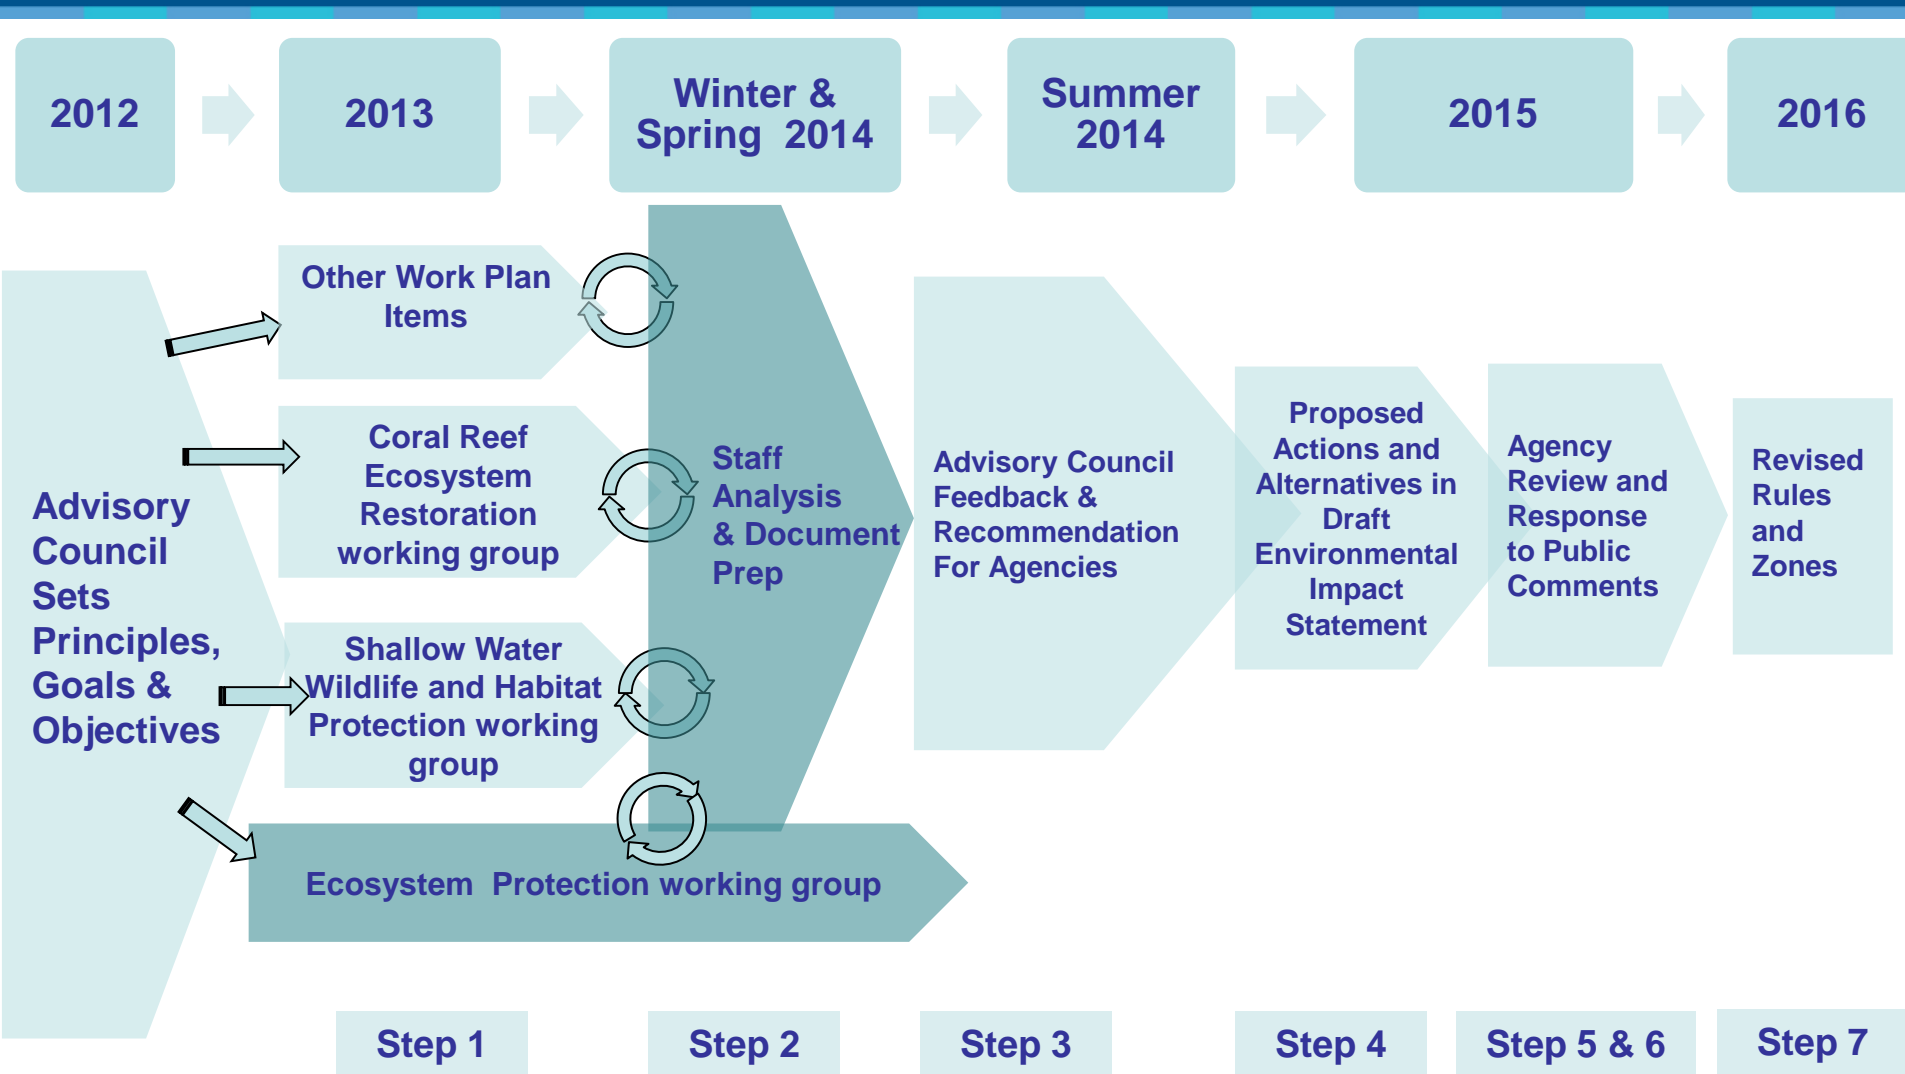 2012
2013
Winter &
Spring 2014
Summer
2014
2015
2016
Advisory
Council
Sets
Principles,
Goals &
Objectives
Other Work Plan
Items
Coral Reef
Ecosystem
Restoration
working group
Shallow Water
Wildlife and Habitat
Protection working
group
Ecosystem Protection working group
Staff
Analysis
& Document
Prep
Advisory Council
Feedback &
Recommendation
For Agencies
Proposed
Actions and
Alternatives in
Draft
Environmental
Impact
Statement
Agency
Review and
Response
to Public
Comments
Revised
Rules
and
Zones
Step 1
Step 2
Step 3
Step 4
Step 5 & 6
Step 7